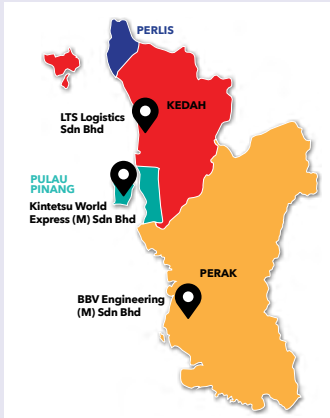 PERLIS
KEDAH
LTS Logistics
Sdn Bhd
PULAU
PINANG
Kintetsu World
Express (M) Sdn Bhd
PERAK
BBV Engineering
(M) Sdn Bhd